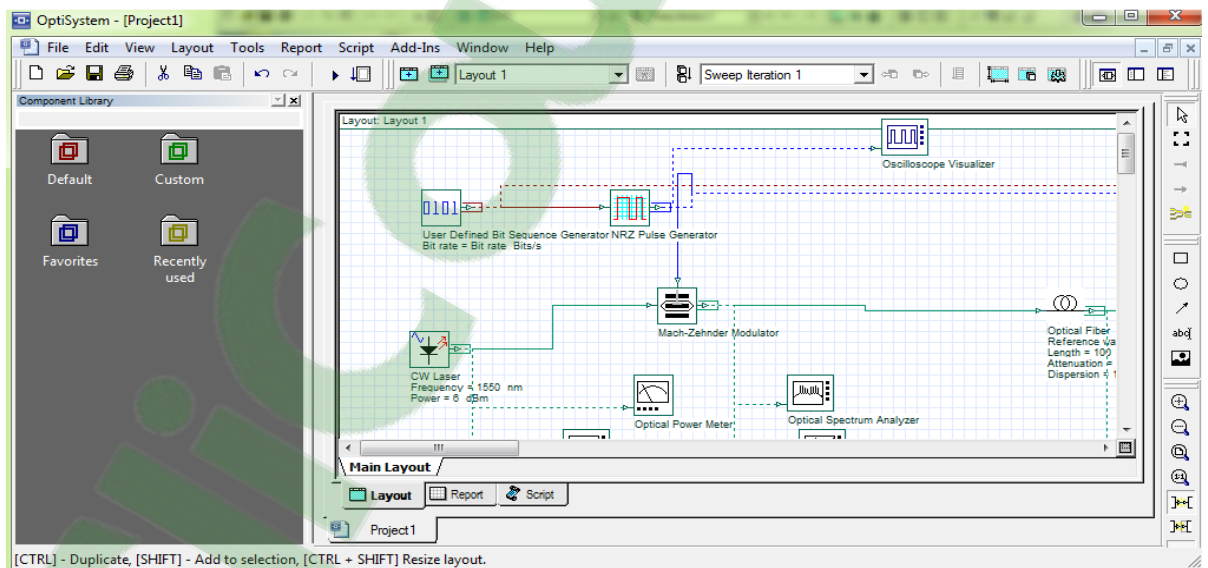 OptiSystem - [Project1]
File Edit View Layout Tools Report Script Add-Ins Window Help
Layout 1
Sweep Iteration 1
Component Library
Default
Custom
Favorites
Recently
used
Layout: Layout 1
Oscilloscope Visualizer
0101
User Defined Bit Sequence Generator
Bit rate = Bit rate Bits/s
NRZ Pulse Generator
Mach-Zehnder Modulator
CW Laser
Frequency = 1550 nm
Power = 6 dBm
Optical Power Meter
Optical Spectrum Analyzer
Optical Fiber
Reference
Length = 100
Attenuation =
Dispersion =
Main Layout
Layout Report Script
Project1
[CTRL] - Duplicate, [SHIFT] - Add to selection, [CTRL + SHIFT] Resize layout.